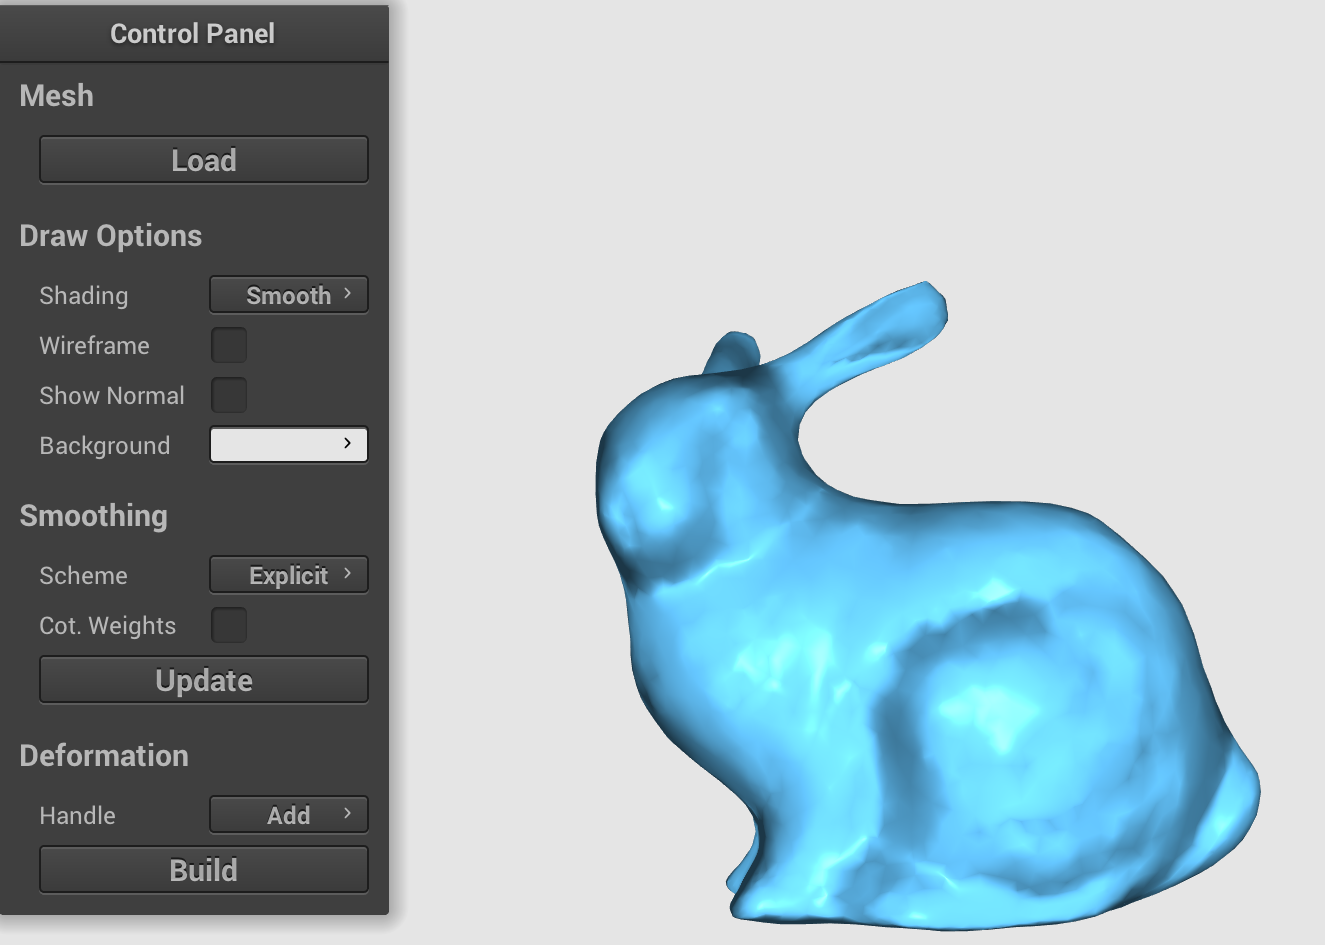 Control Panel
Mesh
Load
Draw Options
Shading Smooth
Wireframe
Show Normal
Background
Smoothing
Scheme Explicit
Cot. Weights
Update
Deformation
Handle Add
Build